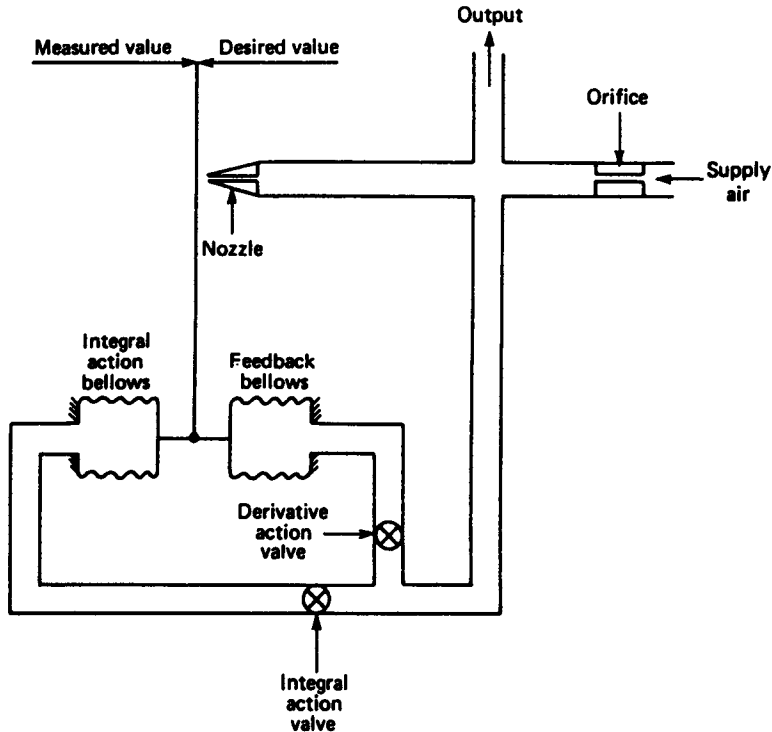 Output
Measured value
Desired value
Orifice
Supply
air
Nozzle
Integral
action
bellows
Feedback
bellows
Derivative
action
valve
Integral
action
valve